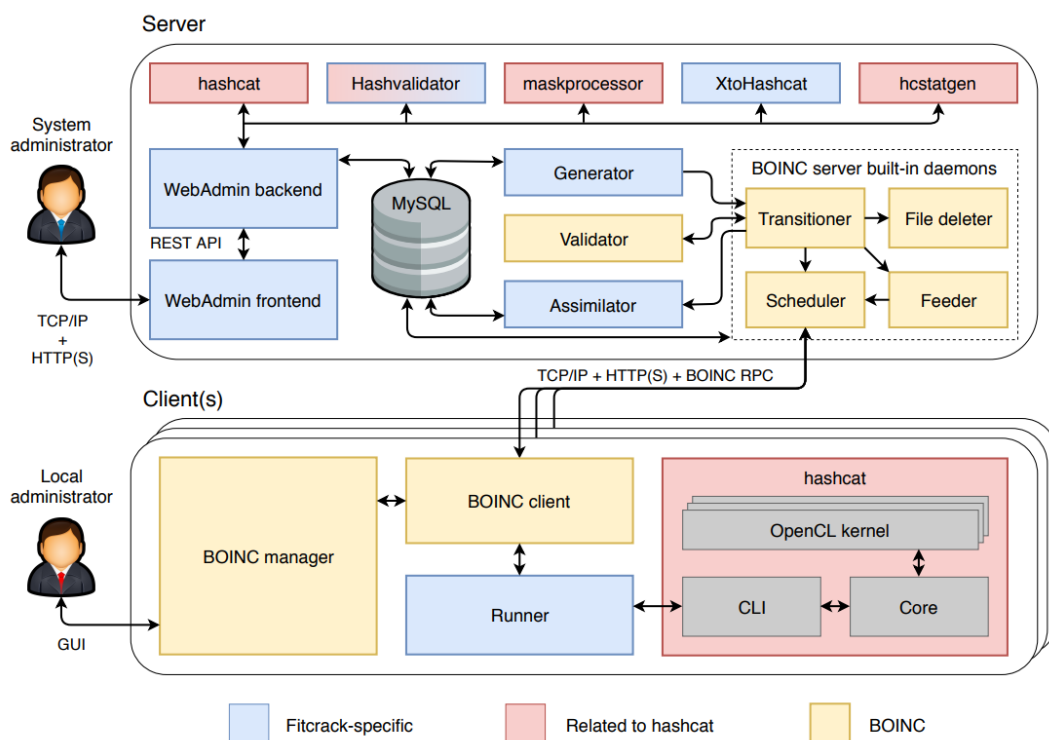 Server
hashcat
Hashvalidator
maskprocessor
XtoHashcat
hcstatgen
System
administrator
WebAdmin backend
MySQL
Generator
BOINC server built-in daemons
Transitioner
File deleter
REST API
Validator
WebAdmin frontend
Assimilator
Scheduler
Feeder
TCP/IP
+
HTTP(S)
TCP/IP + HTTP(S) + BOINC RPC
Client(s)
Local
administrator
BOINC manager
BOINC client
hashcat
OpenCL kernel
Runner
CLI
Core
GUI
Fitcrack-specific
Related to hashcat
BOINC